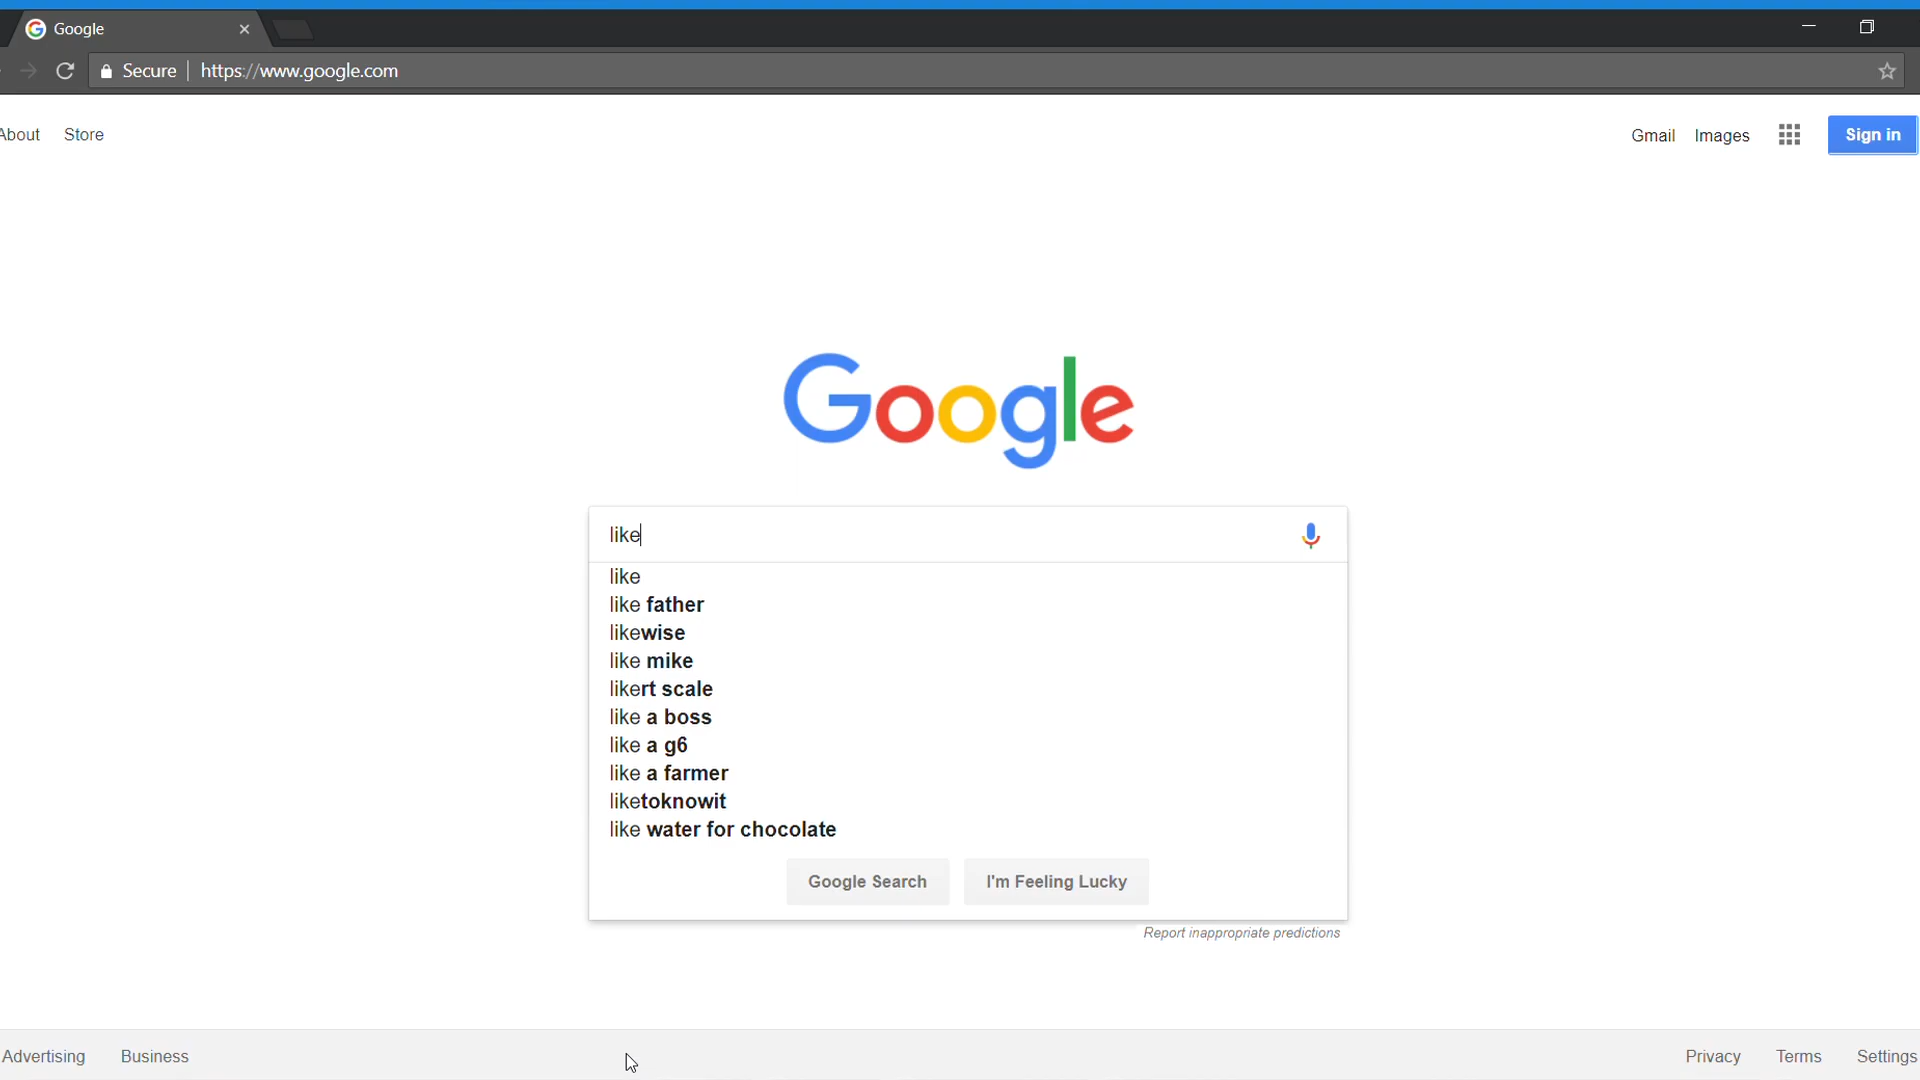 Google
Secure https://www.google.com
About Store
Gmail Images Sign in
Google
like
like
like father
likewise
like mike
likert scale
like a boss
like a g6
like a farmer
liketoknowit
like water for chocolate
Google Search I'm Feeling Lucky
Report inappropriate predictions
Advertising Business
Privacy Terms Settings